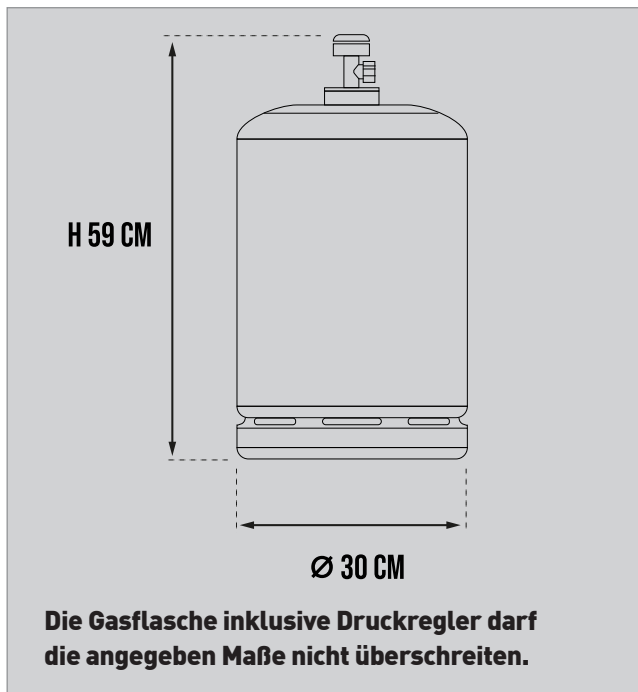 H 59 CM
Ø 30 CM
Die Gasflasche inklusive Druckregler darf
die angegeben Maße nicht überschreiten.